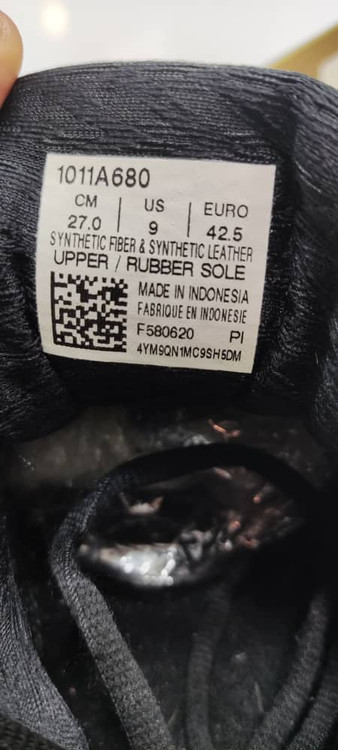 1011A680
CM | US | EURO
27.0 | 9 | 42.5
SYNTHETIC FIBER & SYNTHETIC LEATHER
UPPER / RUBBER SOLE
MADE IN INDONESIA
FABRIQUE EN INDONESIE
F580620 PI
4YM9QN1MC9SH5DM